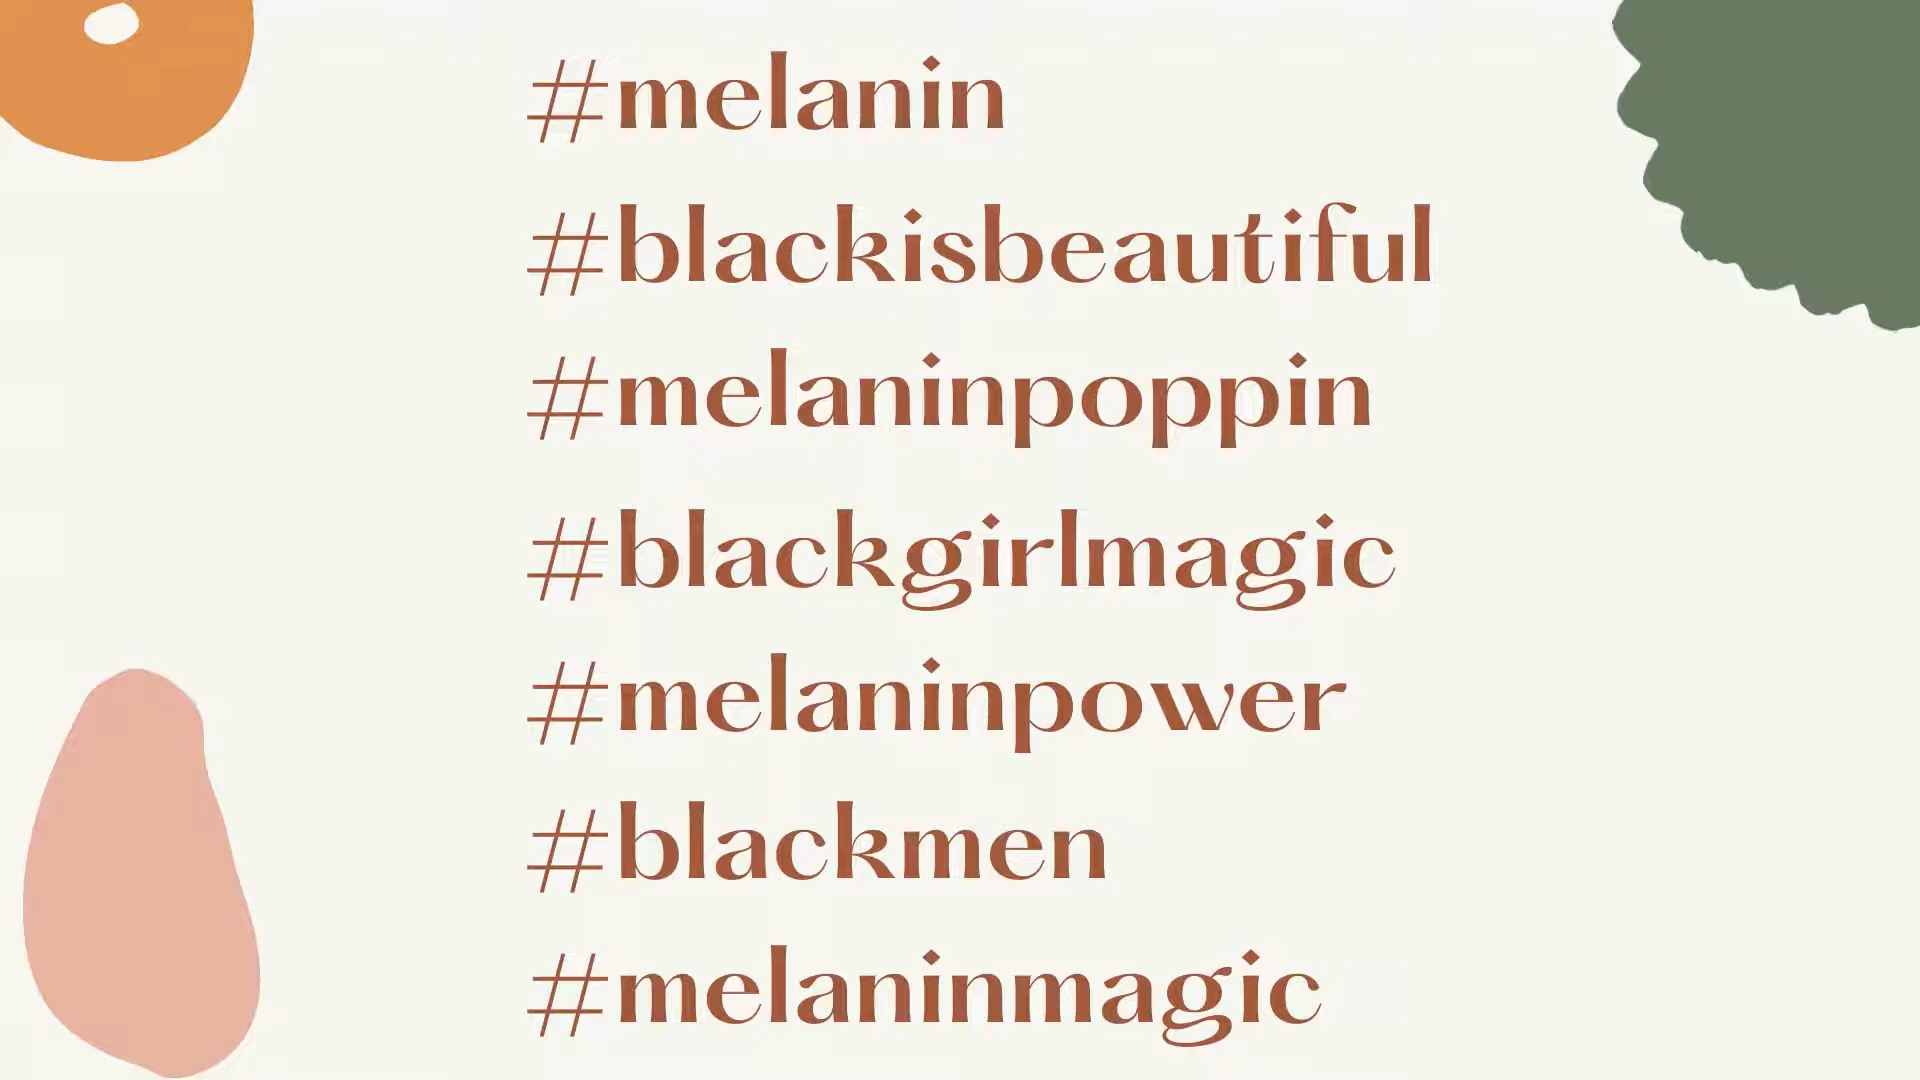 #melanin
#blackisbeautiful
#melaninpoppin
#blackgirlmagic
#melaninpower
#blackmen
#melaninmagic